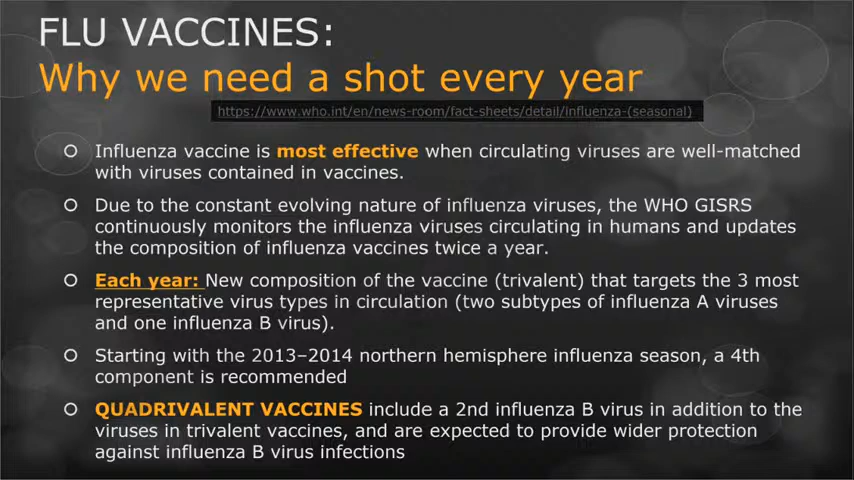 FLU VACCINES:
Why we need a shot every year
https://www.who.int/en/news-room/fact-sheets/detail/influenza-(seasonal)
Influenza vaccine is most effective when circulating viruses are well-matched
with viruses contained in vaccines.
Due to the constant evolving nature of influenza viruses, the WHO GISRS
continuously monitors the influenza viruses circulating in humans and updates
the composition of influenza vaccines twice a year.
Each year: New composition of the vaccine (trivalent) that targets the 3 most
representative virus types in circulation (two subtypes of influenza A viruses
and one influenza B virus).
Starting with the 2013–2014 northern hemisphere influenza season, a 4th
component is recommended
QUADRIVALENT VACCINES include a 2nd influenza B virus in addition to the
viruses in trivalent vaccines, and are expected to provide wider protection
against influenza B virus infections